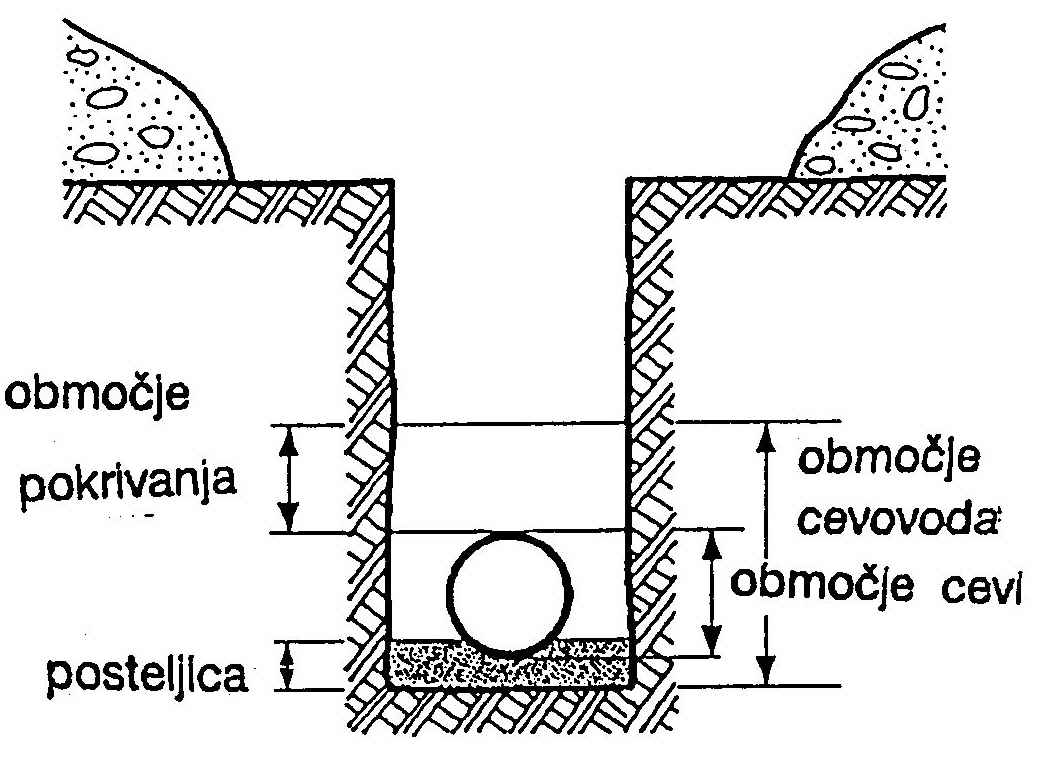 območje
pokrivanja
območje
cevovoda
območje cevi
posteljica